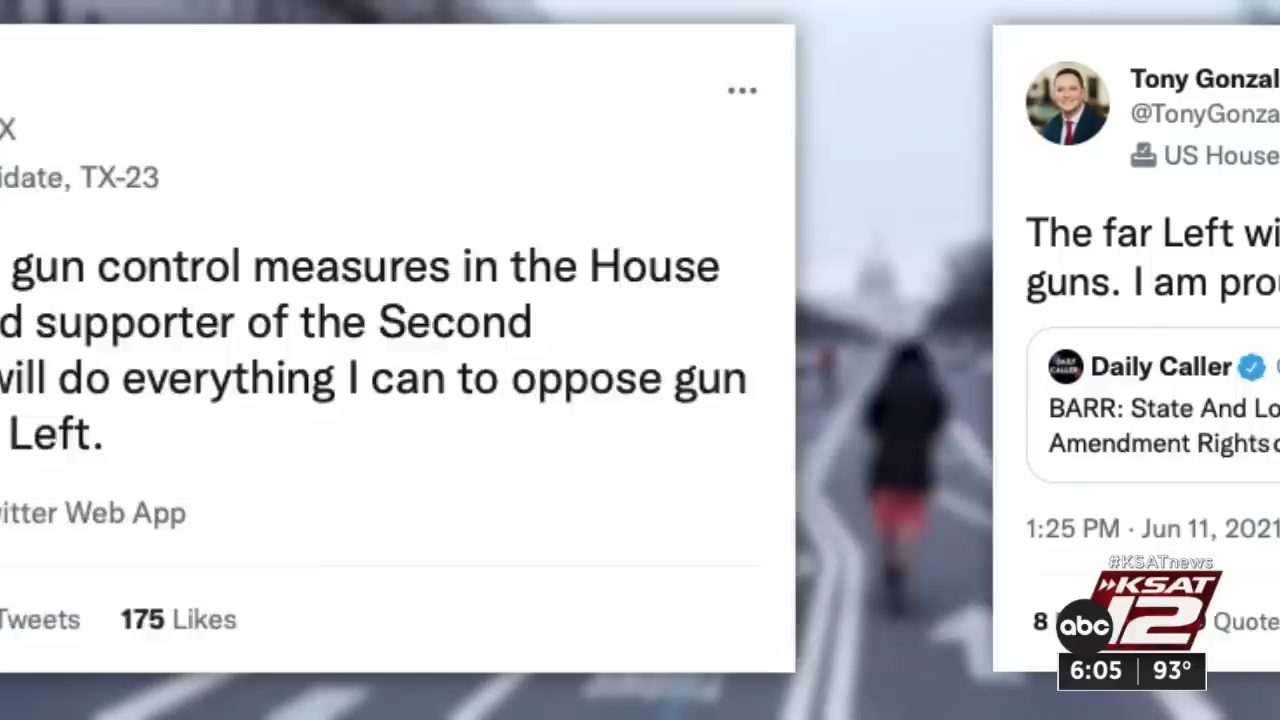 X
idate, TX-23
gun control measures in the House
d supporter of the Second
will do everything I can to oppose gun
Left.
itter Web App
Tweets
175 Likes
Tony Gonzal
@TonyGonza
US House
The far Left wi
guns. I am prou
DAILY
CALLER
Daily Caller
BARR: State And Lo
Amendment Rights
1:25 PM · Jun 11, 2021
8
Quote
#KSATnews
KSAT
abc 12
6:05 93°